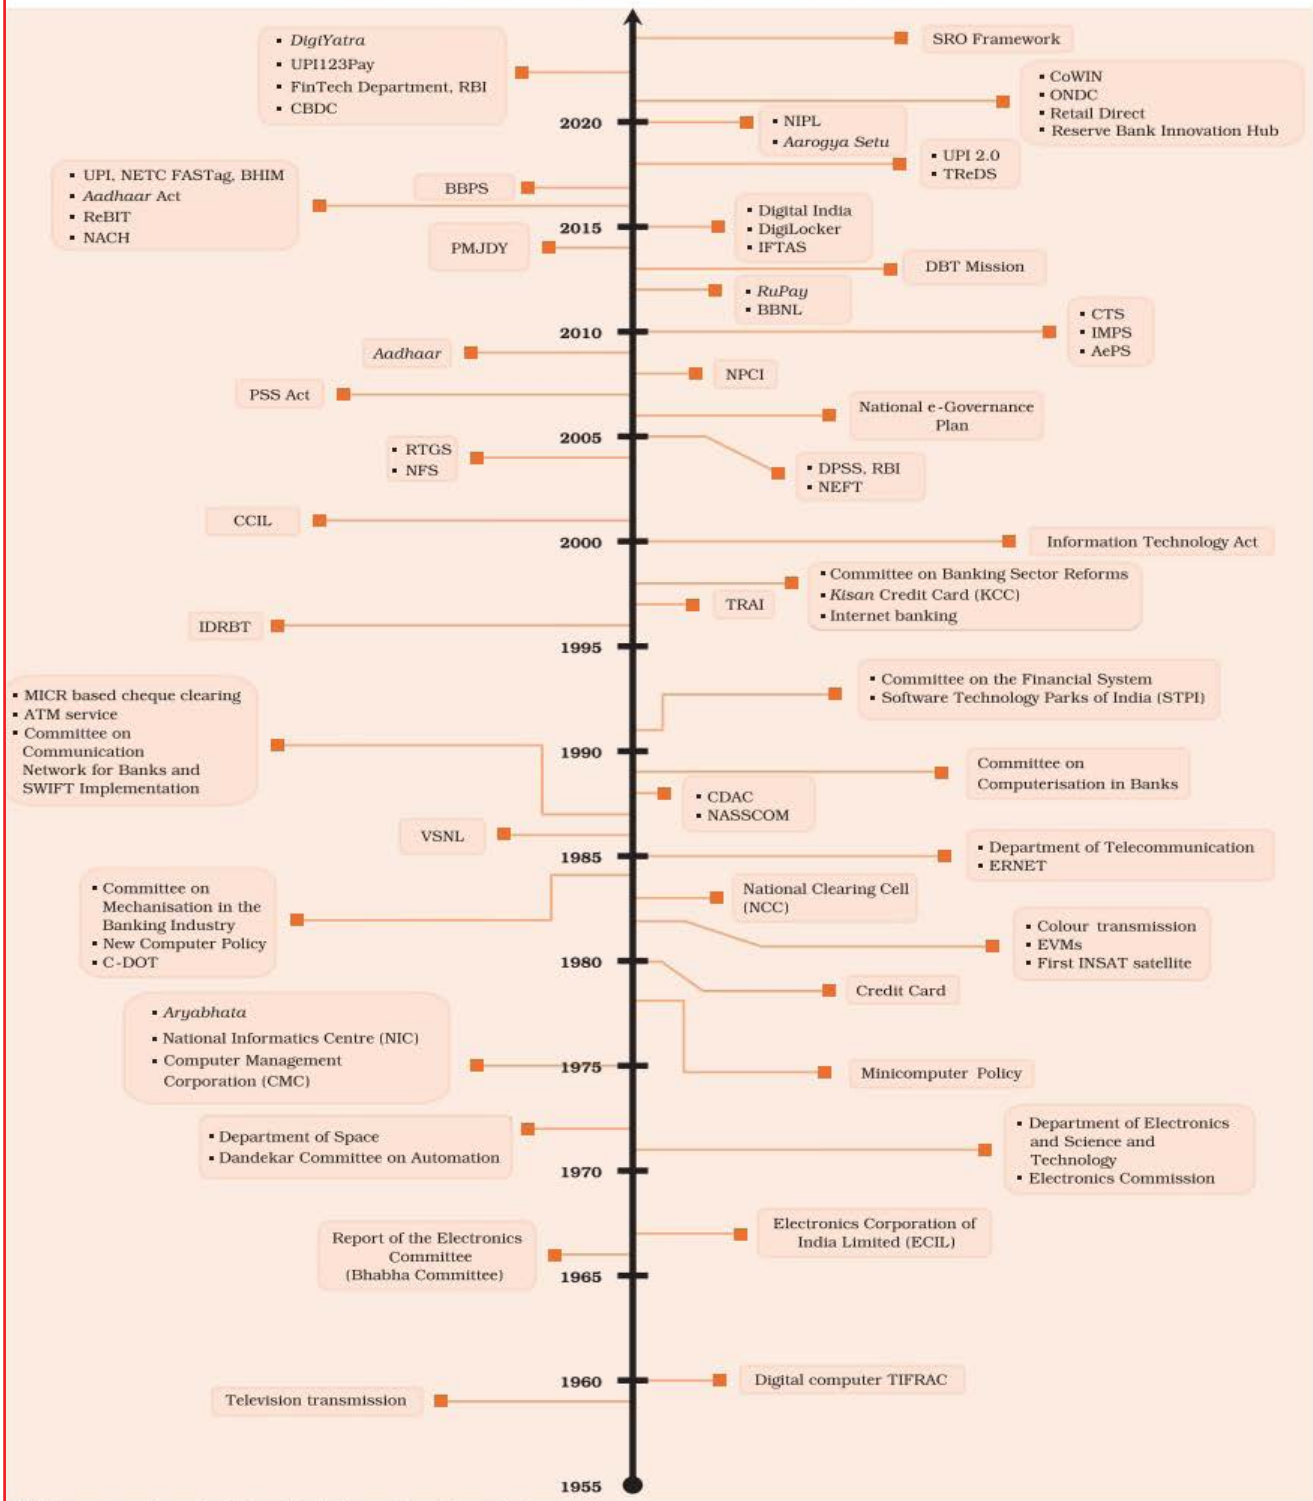 SRO Framework
▪ DigiYatra
▪ UPI123Pay
▪ FinTech Department, RBI
▪ CBDC
▪ CoWIN
▪ ONDC
▪ Retail Direct
▪ Reserve Bank Innovation Hub
2020
▪ NIPL
▪ Aarogya Setu
▪ UPI 2.0
▪ TReDS
BBPS
▪ UPI, NETC FASTag, BHIM
▪ Aadhaar Act
▪ ReBIT
▪ NACH
2015
▪ Digital India
▪ DigiLocker
▪ IFTAS
PMJDY
DBT Mission
▪ RuPay
▪ BBNL
2010
▪ CTS
▪ IMPS
▪ AePS
Aadhaar
NPCI
PSS Act
National e-Governance
Plan
2005
▪ RTGS
▪ NFS
▪ DPSS, RBI
▪ NEFT
CCIL
2000
Information Technology Act
▪ Committee on Banking Sector Reforms
▪ Kisan Credit Card (KCC)
▪ Internet banking
TRAI
IDRBT
1995
▪ Committee on the Financial System
▪ Software Technology Parks of India (STPI)
▪ MICR based cheque clearing
▪ ATM service
▪ Committee on
Communication
Network for Banks and
SWIFT Implementation
1990
Committee on
Computerisation in Banks
▪ CDAC
▪ NASSCOM
VSNL
1985
▪ Department of Telecommunication
▪ ERNET
▪ Committee on
Mechanisation in the
Banking Industry
▪ New Computer Policy
▪ C-DOT
National Clearing Cell
(NCC)
▪ Colour transmission
▪ EVMs
▪ First INSAT satellite
1980
Credit Card
▪ Aryabhata
▪ National Informatics Centre (NIC)
▪ Computer Management
Corporation (CMC)
1975
Minicomputer Policy
▪ Department of Space
▪ Dandekar Committee on Automation
▪ Department of Electronics
and Science and
Technology
▪ Electronics Commission
1970
Electronics Corporation of
India Limited (ECIL)
Report of the Electronics
Committee
(Bhabha Committee)
1965
1960
Digital computer TIFRAC
Television transmission
1955